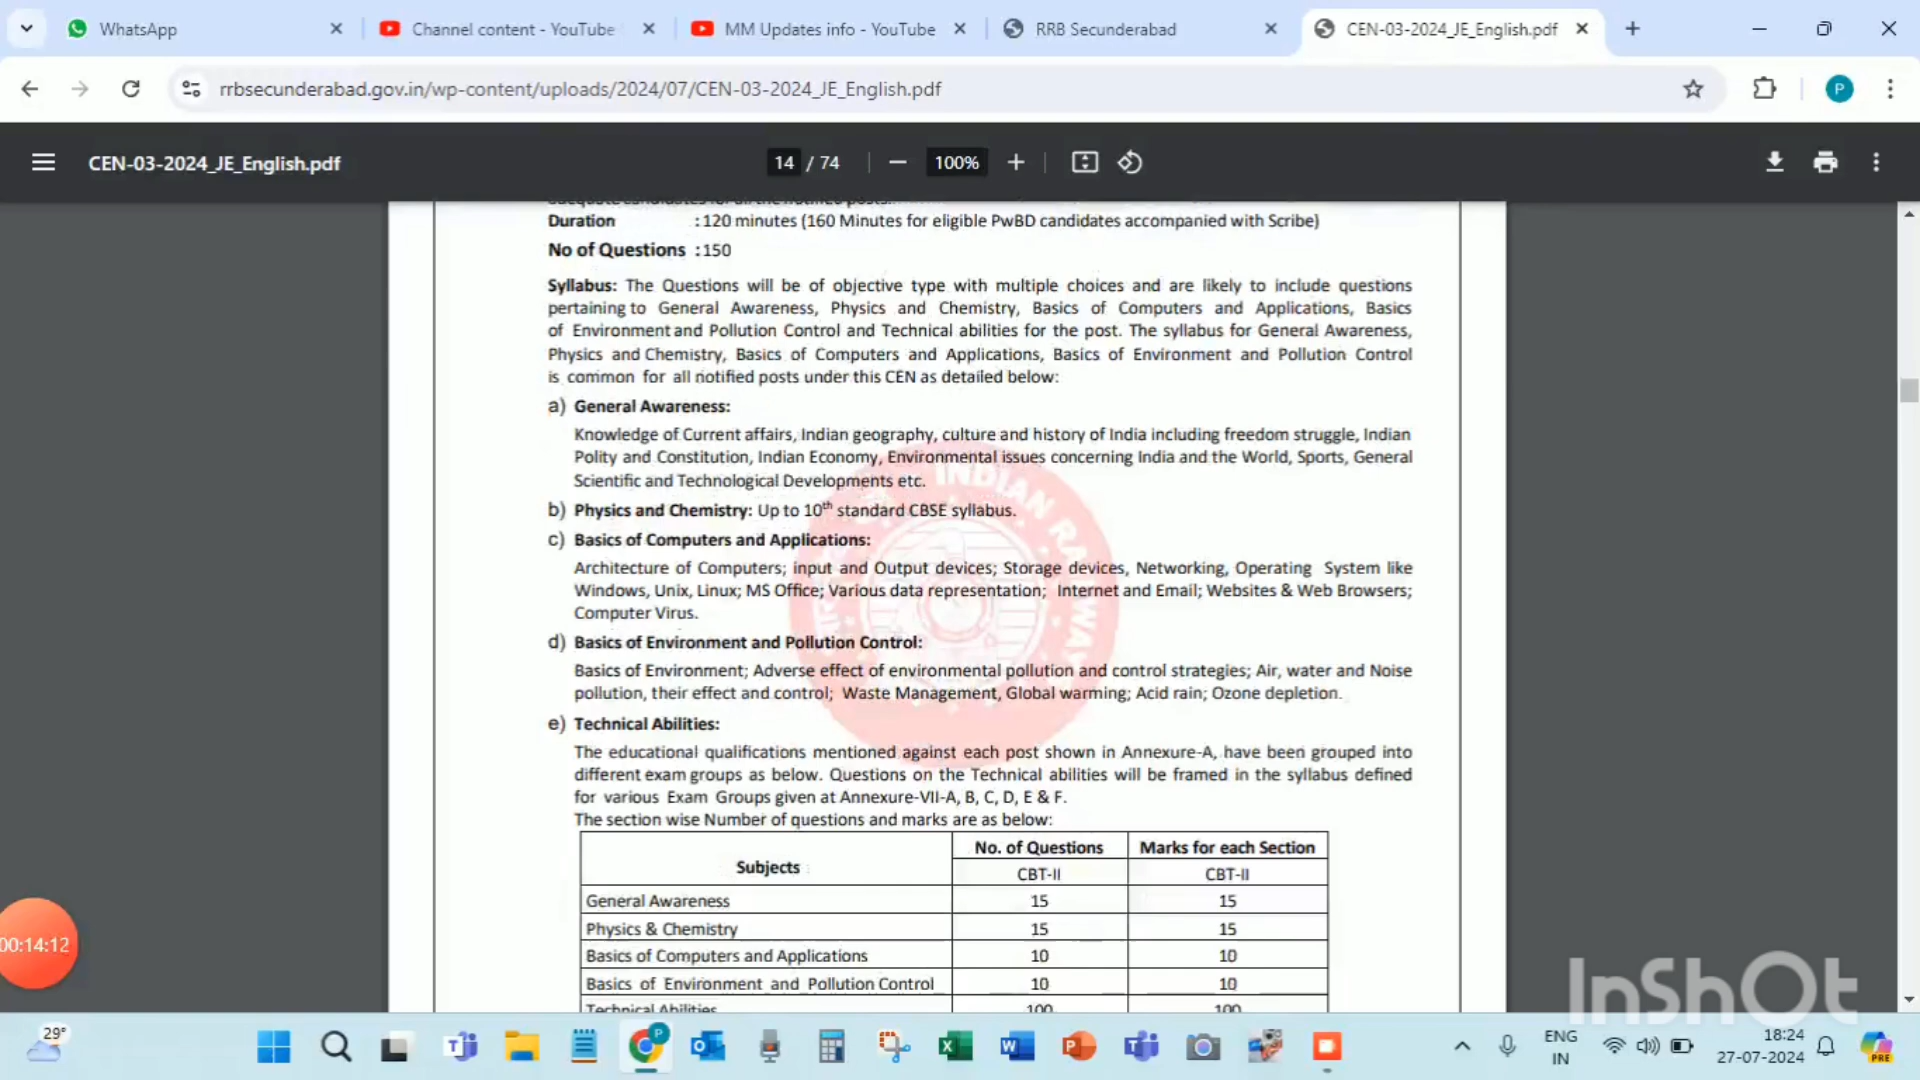 WhatsApp
Channel content - YouTube
MM Updates info - YouTube
RRB Secunderabad
CEN-03-2024_JE_English.pdf
rrbsecunderabad.gov.in/wp-content/uploads/2024/07/CEN-03-2024_JE_English.pdf
P
CEN-03-2024_JE_English.pdf
14 / 74
100%
Duration : 120 minutes (160 Minutes for eligible PwBD candidates accompanied with Scribe)
No of Questions : 150
Syllabus: The Questions will be of objective type with multiple choices and are likely to include questions
pertaining to General Awareness, Physics and Chemistry, Basics of Computers and Applications, Basics
of Environment and Pollution Control and Technical abilities for the post. The syllabus for General Awareness,
Physics and Chemistry, Basics of Computers and Applications, Basics of Environment and Pollution Control
is common for all notified posts under this CEN as detailed below:
a) General Awareness:
Knowledge of Current affairs, Indian geography, culture and history of India including freedom struggle, Indian
Polity and Constitution, Indian Economy, Environmental issues concerning India and the World, Sports, General
Scientific and Technological Developments etc.
b) Physics and Chemistry: Up to 10th standard CBSE syllabus.
c) Basics of Computers and Applications:
Architecture of Computers; input and Output devices; Storage devices, Networking, Operating System like
Windows, Unix, Linux; MS Office; Various data representation; Internet and Email; Websites & Web Browsers;
Computer Virus.
d) Basics of Environment and Pollution Control:
Basics of Environment; Adverse effect of environmental pollution and control strategies; Air, water and Noise
pollution, their effect and control; Waste Management, Global warming; Acid rain; Ozone depletion.
e) Technical Abilities:
The educational qualifications mentioned against each post shown in Annexure-A, have been grouped into
different exam groups as below. Questions on the Technical abilities will be framed in the syllabus defined
for various Exam Groups given at Annexure-VII-A, B, C, D, E & F.
The section wise Number of questions and marks are as below:
Subjects No. of Questions Marks for each Section
CBT-II CBT-II
General Awareness 15 15
Physics & Chemistry 15 15
Basics of Computers and Applications 10 10
Basics of Environment and Pollution Control 10 10
Technical Abilities 100 100
INDIAN RAILWAY
00:14:12
InShOt
29°
ENG
IN
18:24
27-07-2024
PRE